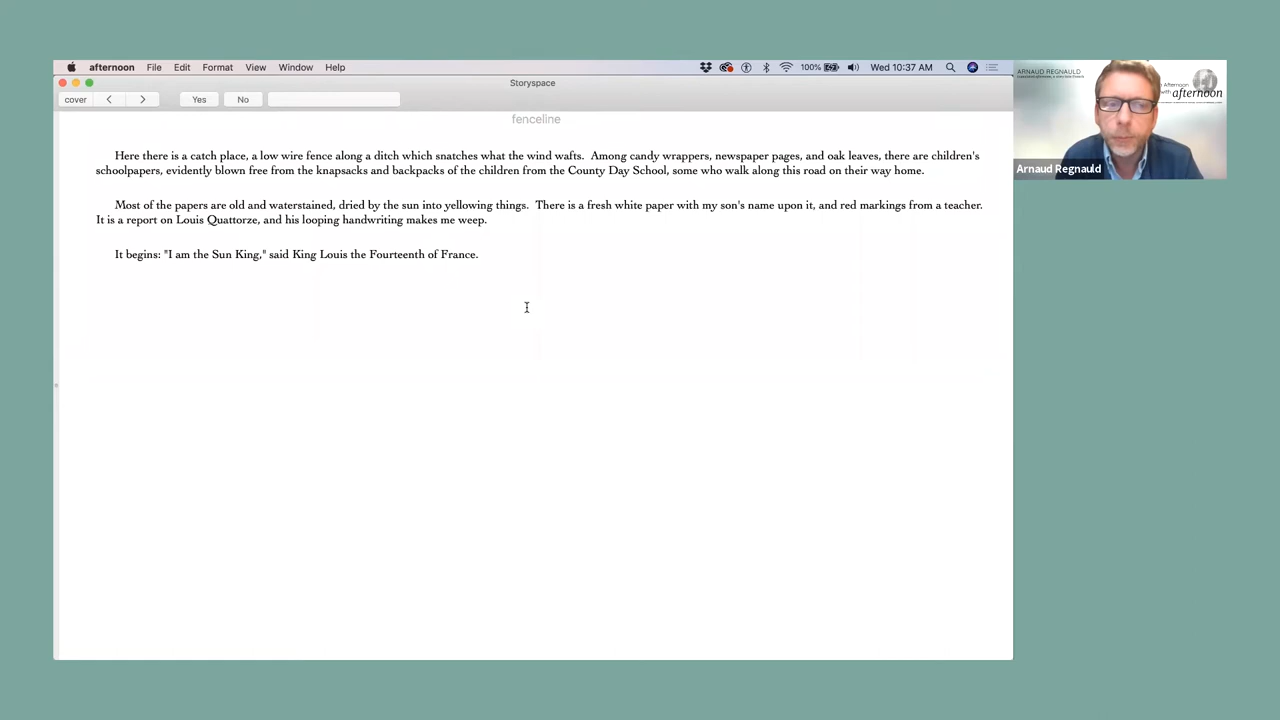 afternoon File Edit Format View Window Help 100% Wed 10:37 AM
Storyspace
cover Yes No
fenceline
Here there is a catch place, a low wire fence along a ditch which snatches what the wind wafts. Among candy wrappers, newspaper pages, and oak leaves, there are children's
schoolpapers, evidently blown free from the knapsacks and backpacks of the children from the County Day School, some who walk along this road on their way home.
Most of the papers are old and waterstained, dried by the sun into yellowing things. There is a fresh white paper with my son's name upon it, and red markings from a teacher.
It is a report on Louis Quattorze, and his looping handwriting makes me weep.
It begins: "I am the Sun King," said King Louis the Fourteenth of France.
ARNAUD REGNAULD
Afternoon
with afternoon
Arnaud Regnauld